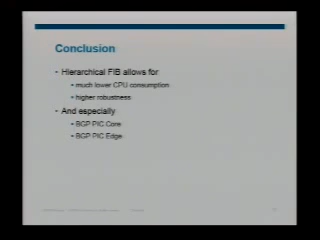 Conclusion
• Hierarchical FIB allows for
• much lower CPU consumption
• higher robustness
• And especially
• BGP PIC Core
• BGP PIC Edge